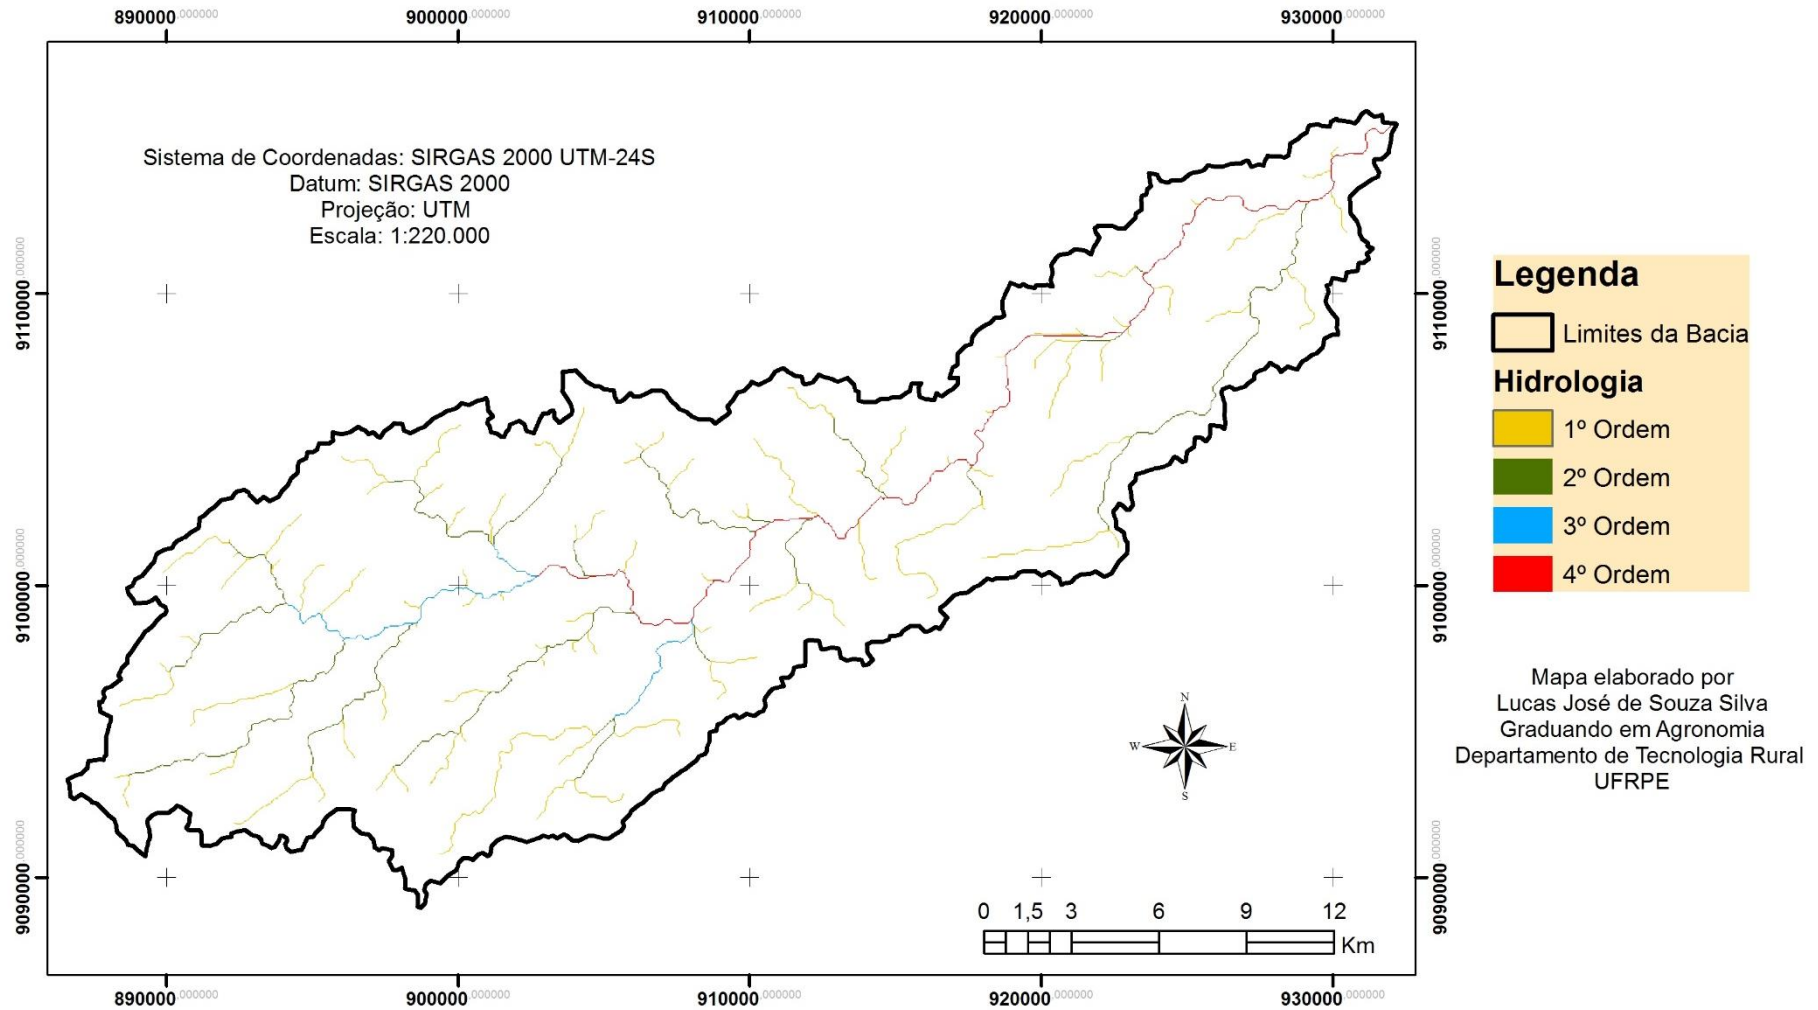 890000,000000 900000,000000 910000,000000 920000,000000 930000,000000
Sistema de Coordenadas: SIRGAS 2000 UTM-24S
Datum: SIRGAS 2000
Projeção: UTM
Escala: 1:220.000
9110000,000000
9100000,000000
9090000,000000
9110000,000000
9100000,000000
9090000,000000
Legenda
Limites da Bacia
Hidrologia
1º Ordem
2º Ordem
3º Ordem
4º Ordem
Mapa elaborado por
Lucas José de Souza Silva
Graduando em Agronomia
Departamento de Tecnologia Rural
UFRPE
N
W E
S
0 1,5 3 6 9 12
Km
890000,000000 900000,000000 910000,000000 920000,000000 930000,000000